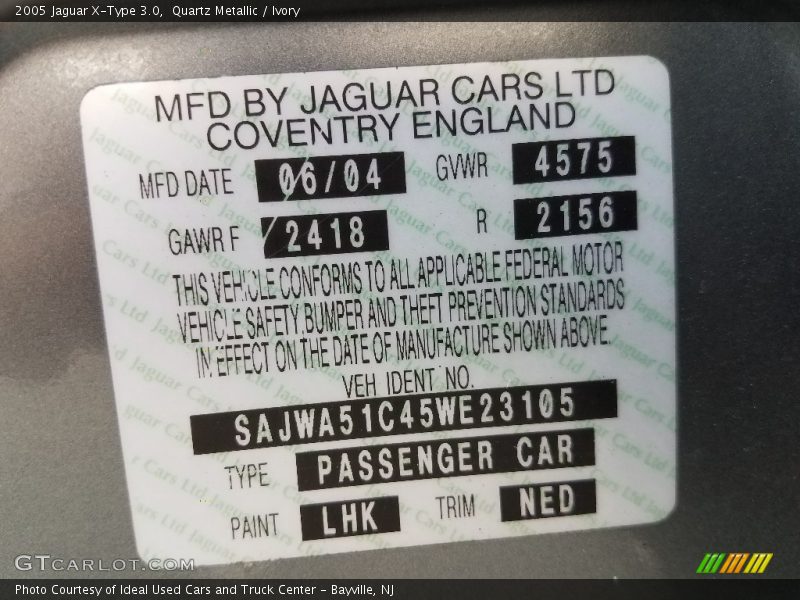 2005 Jaguar X-Type 3.0, Quartz Metallic / Ivory
MFD BY JAGUAR CARS LTD
COVENTRY ENGLAND
MFD DATE 06/04 GVWR 4575
GAWR F 2418 R 2156
THIS VEHICLE CONFORMS TO ALL APPLICABLE FEDERAL MOTOR
VEHICLE SAFETY, BUMPER AND THEFT PREVENTION STANDARDS
IN EFFECT ON THE DATE OF MANUFACTURE SHOWN ABOVE.
VEH IDENT NO.
SAJWA51C45WE23105
TYPE PASSENGER CAR
PAINT LHK TRIM NED
GTCARLOT.COM
Photo Courtesy of Ideal Used Cars and Truck Center - Bayville, NJ